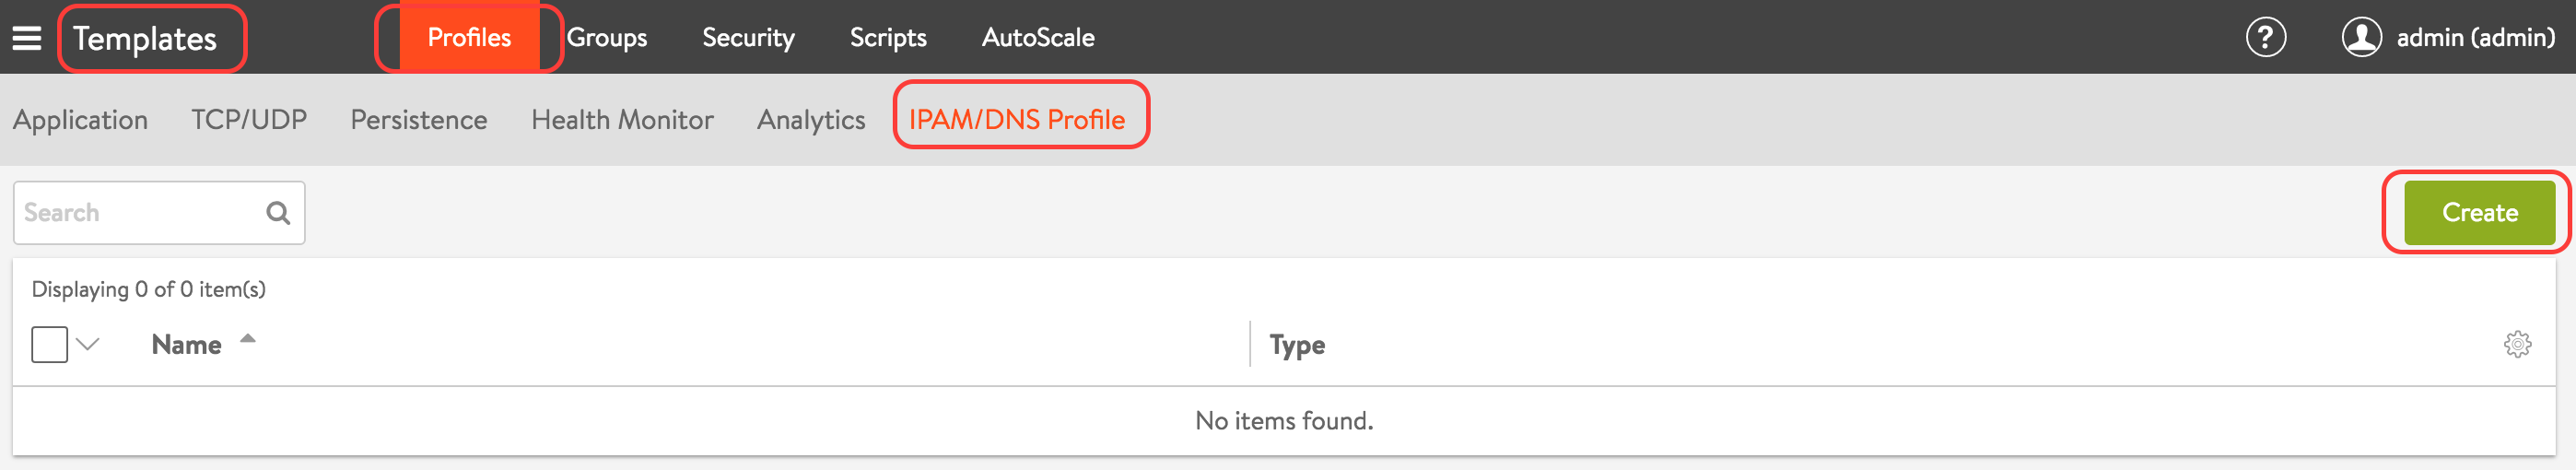 Templates Profiles Groups Security Scripts AutoScale ? admin (admin)
Application TCP/UDP Persistence Health Monitor Analytics IPAM/DNS Profile
Search Create
Displaying 0 of 0 item(s)
Name Type
No items found.